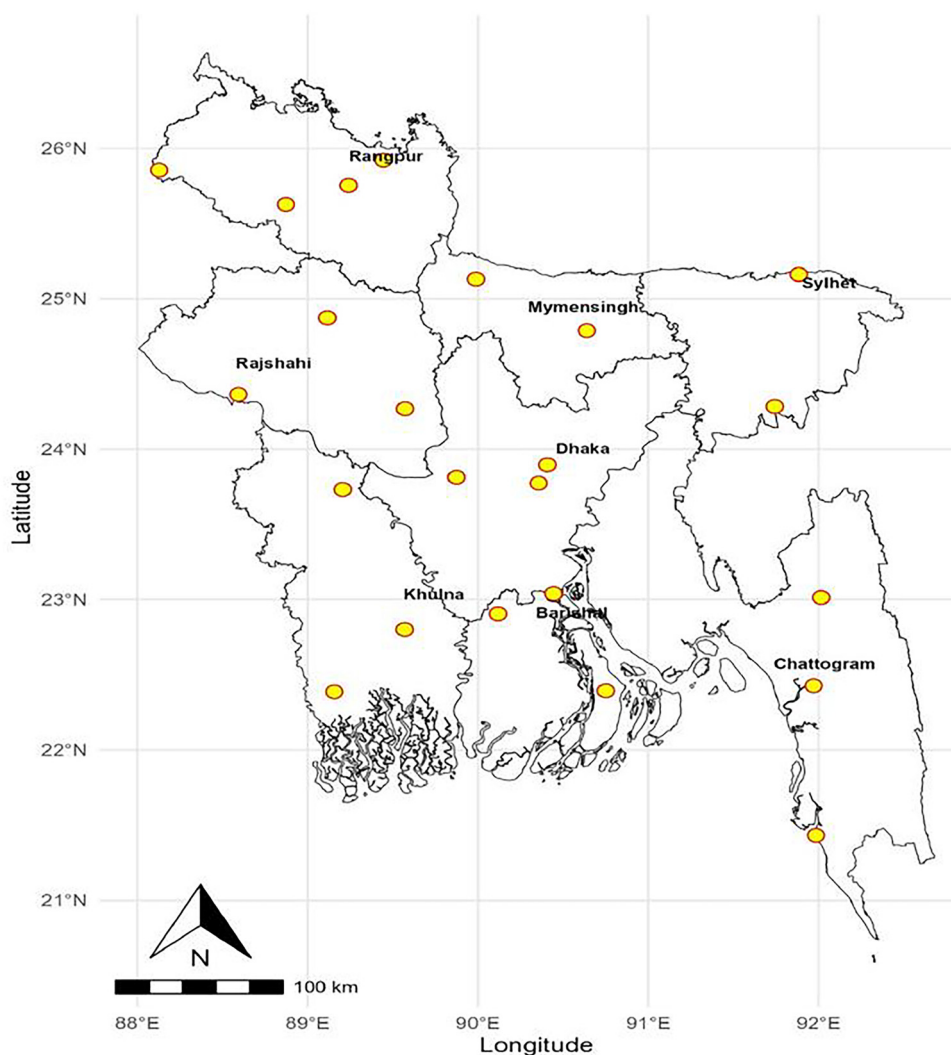 26°N
Rangpur
25°N
Sylhet
Mymensingh
Rajshahi
24°N
Dhaka
Latitude
23°N
Khulna
Barishal
Chattogram
22°N
21°N
N
100 km
88°E 89°E 90°E 91°E 92°E
Longitude